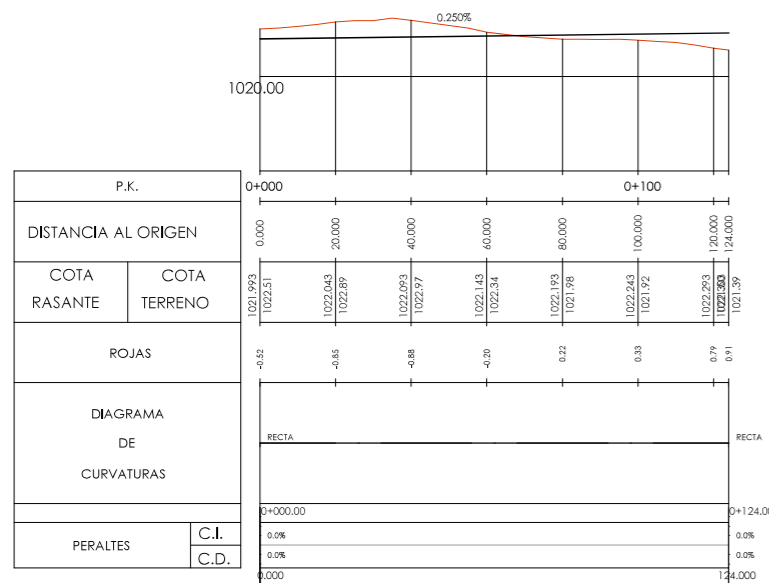 0.250%
1020.00
P.K. 0+000 0+100
DISTANCIA AL ORIGEN 0.000 20.000 40.000 60.000 80.000 100.000 120.000 124.000
COTA RASANTE 1021.993 1022.043 1022.093 1022.143 1022.193 1022.243 1022.293
COTA TERRENO 1022.51 1022.89 1022.97 1022.34 1021.98 1021.92 1021.39
ROJAS -0.52 -0.85 -0.88 -0.20 0.22 0.33 0.79 0.91
DIAGRAMA
DE
CURVATURAS
RECTA RECTA
0+000.00 0+124.0
PERALTES
C.I. 0.0% 0.0%
C.D. 0.0% 0.0%
0.000 124.000